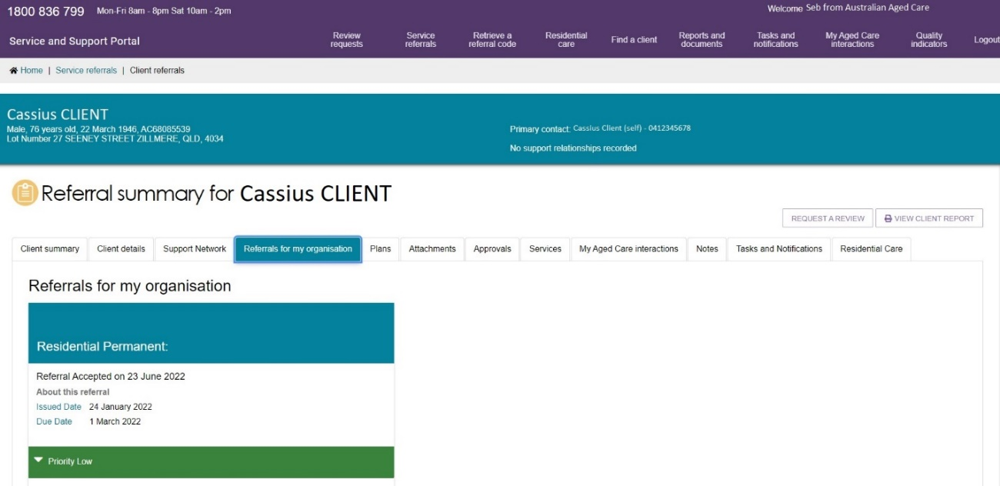 1800 836 799 Mon-Fri 8am - 8pm Sat 10am - 2pm
Welcome Seb from Australian Aged Care
Service and Support Portal
Review requests
Service referrals
Retrieve a referral code
Residential care
Find a client
Reports and documents
Tasks and notifications
My Aged Care interactions
Quality indicators
Logout
Home | Service referrals | Client referrals
Cassius CLIENT
Male, 76 years old, 22 March 1946, AC68085539
Lot Number 27 SEENEY STREET ZILLMERE, QLD, 4034
Primary contact: Cassius Client (self) - 0412345678
No support relationships recorded
Referral summary for Cassius CLIENT
REQUEST A REVIEW
VIEW CLIENT REPORT
Client summary
Client details
Support Network
Referrals for my organisation
Plans
Attachments
Approvals
Services
My Aged Care interactions
Notes
Tasks and Notifications
Residential Care
Referrals for my organisation
Residential Permanent:
Referral Accepted on 23 June 2022
About this referral
Issued Date 24 January 2022
Due Date 1 March 2022
Priority Low